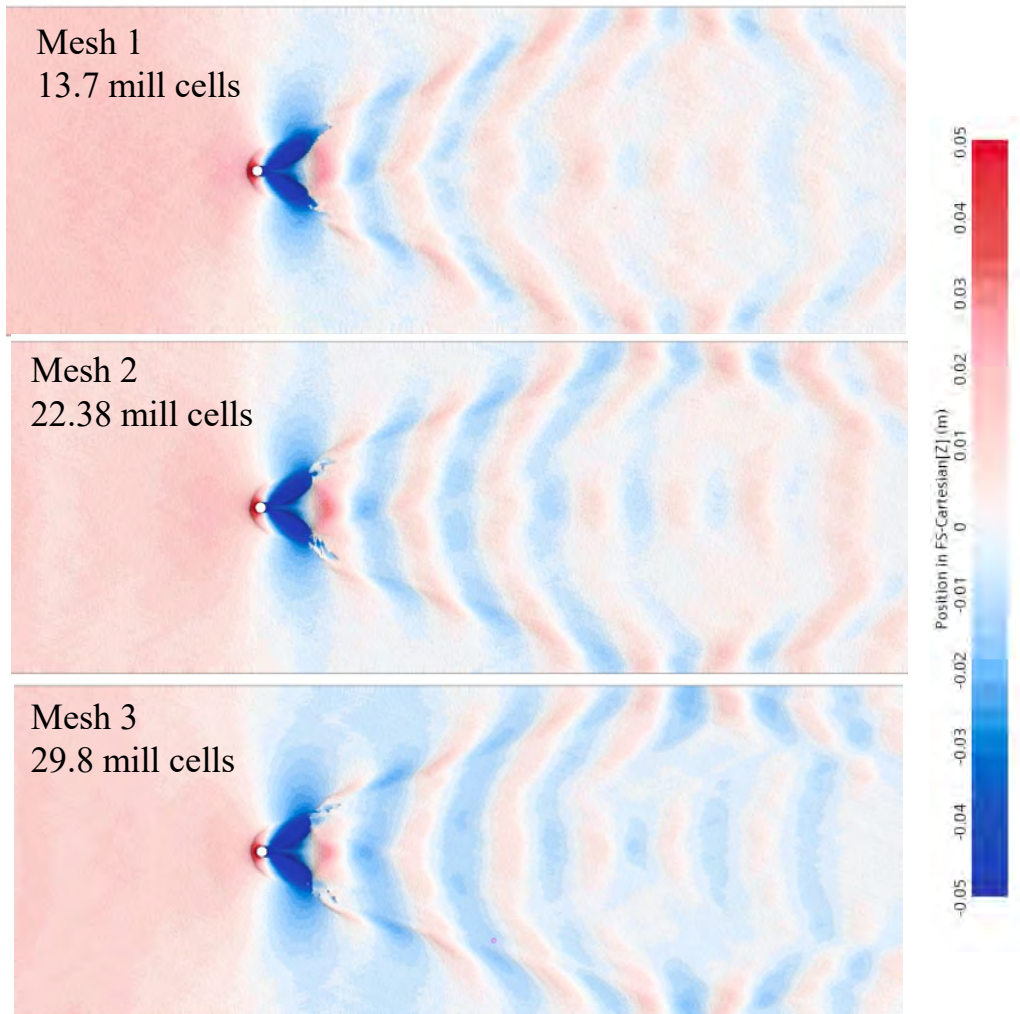 Mesh 1
13.7 mill cells
Mesh 2
22.38 mill cells
Mesh 3
29.8 mill cells
0.05
0.04
0.03
0.02
0.01
0
-0.01
-0.02
-0.03
-0.04
-0.05
Position in FS-Cartesian[Z] (m)